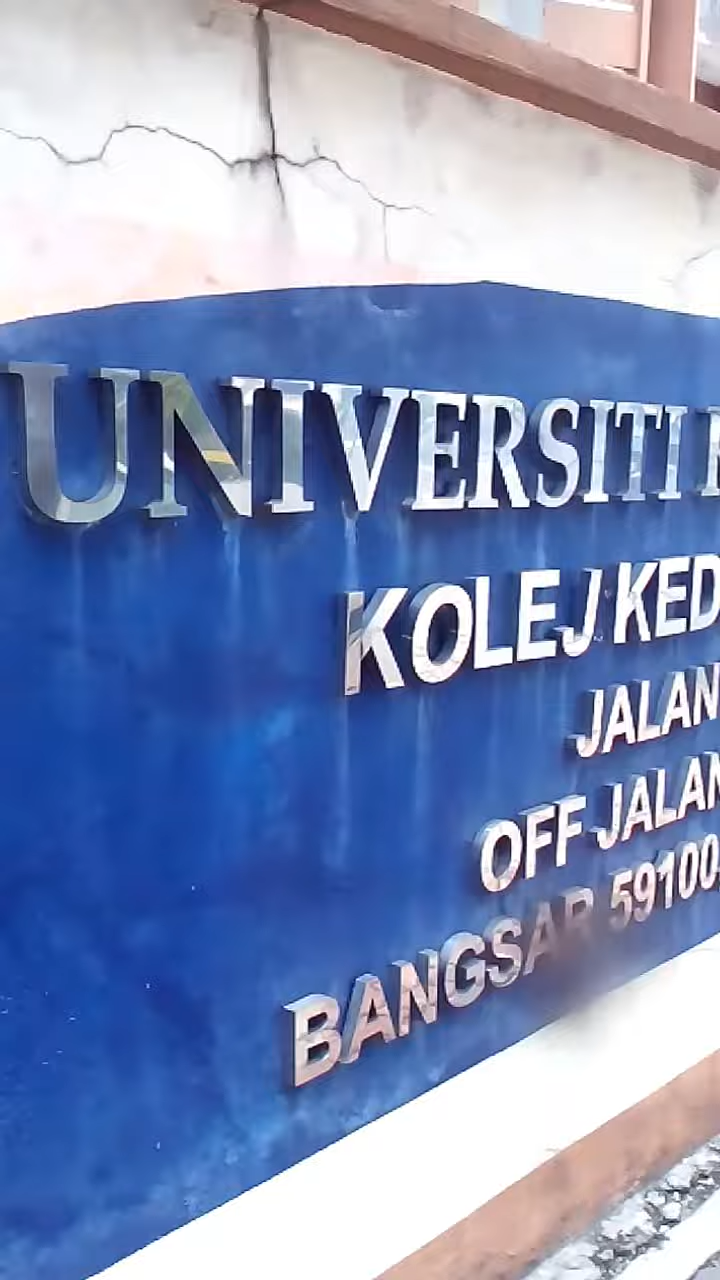 UNIVERSITI K
KOLEJ KED
JALAN
OFF JALAN
BANGSAR 59100,